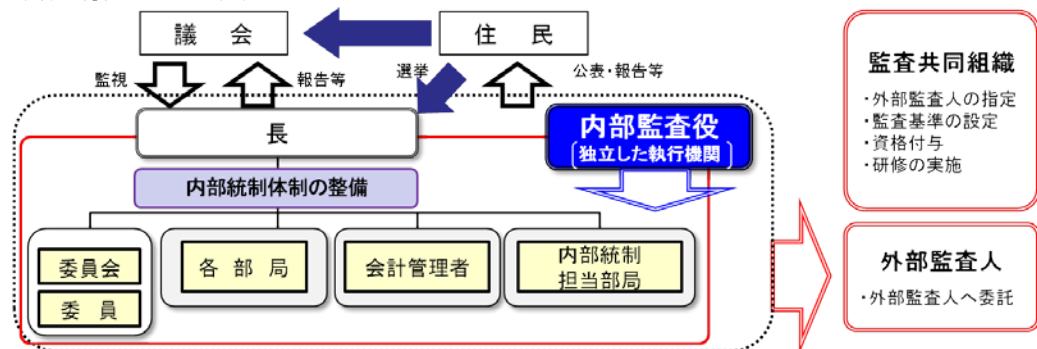 議 会
住 民
監視
報告等
選挙
公表・報告等
長
内部監査役
独立した執行機関
内部統制体制の整備
委員会
委 員
各 部 局
会計管理者
内部統制
担当部局
監査共同組織
・外部監査人の指定
・監査基準の設定
・資格付与
・研修の実施
外部監査人
・外部監査人へ委託